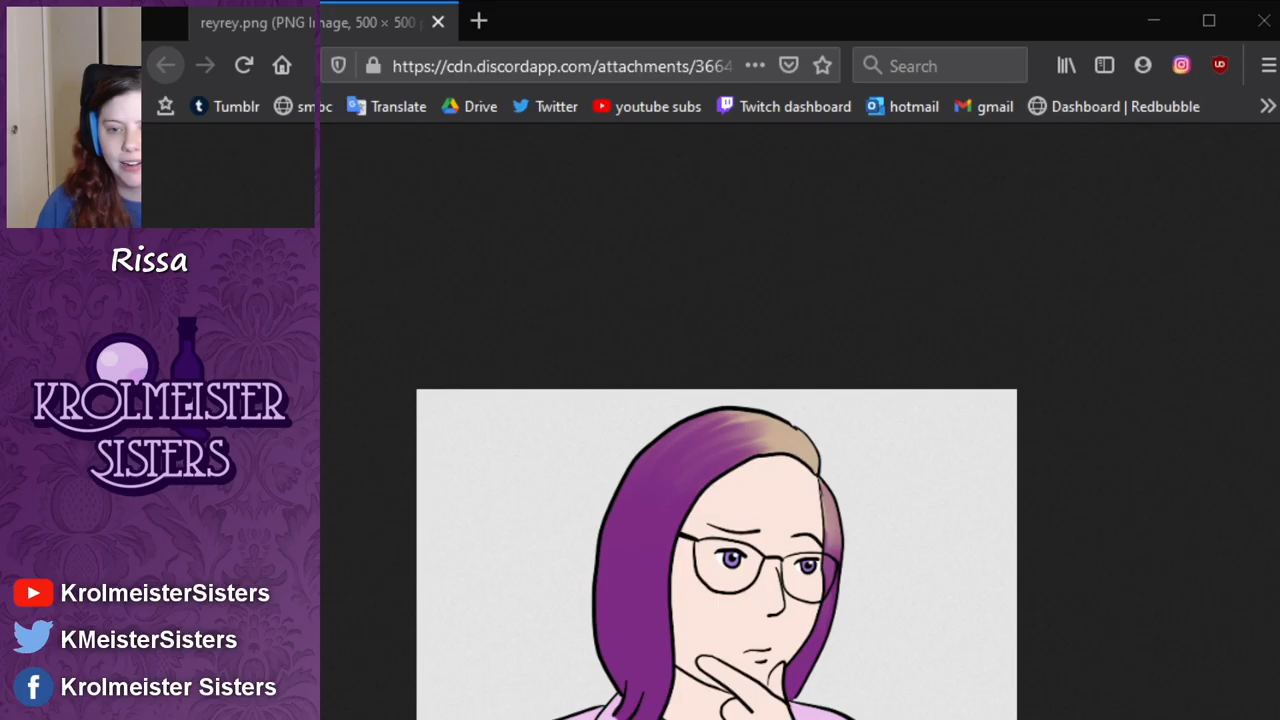 reyrey.png (PNG Image, 500 × 500 p
https://cdn.discordapp.com/attachments/3664
Search
Tumblr
smbc
Translate
Drive
Twitter
youtube subs
Twitch dashboard
hotmail
gmail
Dashboard | Redbubble
Rissa
KROLMEISTER
SISTERS
KrolmeisterSisters
KMeisterSisters
Krolmeister Sisters